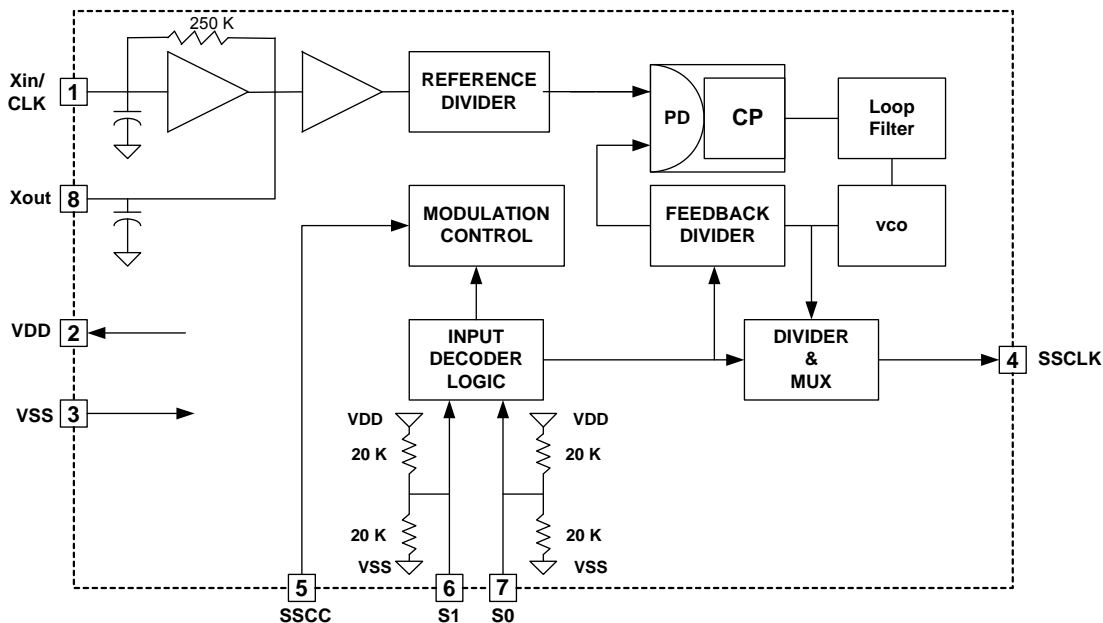 250 K
Xin/
CLK
1
REFERENCE
DIVIDER
PD
CP
Loop
Filter
Xout
8
MODULATION
CONTROL
FEEDBACK
DIVIDER
vco
VDD
2
INPUT
DECODER
LOGIC
DIVIDER
&
MUX
4
SSCLK
VSS
3
VDD
VDD
20 K
20 K
20 K
20 K
VSS
VSS
5
6
7
SSCC
S1
S0